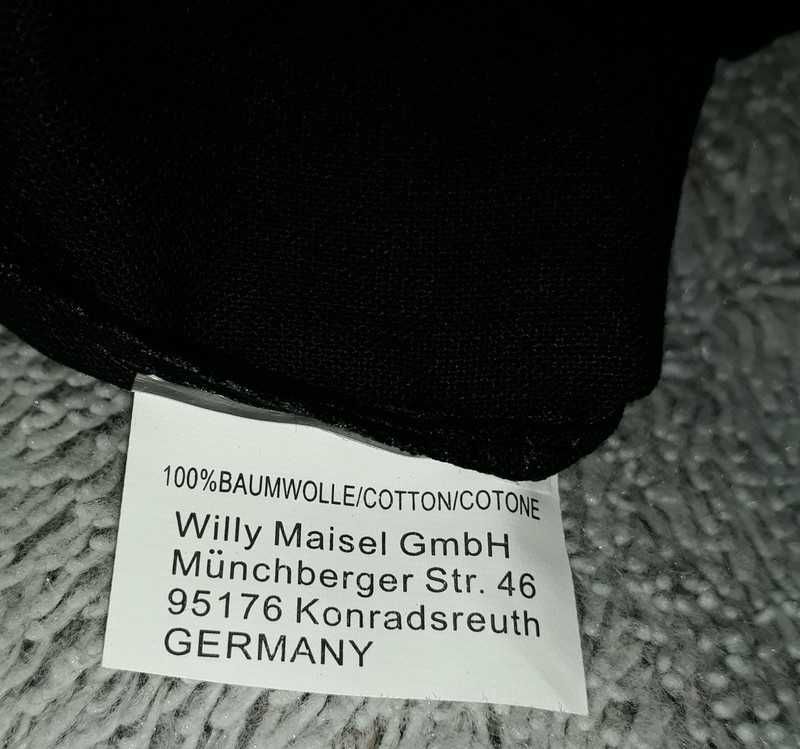 100%BAUMWOLLE/COTTON/COTONE
Willy Maisel GmbH
Münchberger Str. 46
95176 Konradsreuth
GERMANY